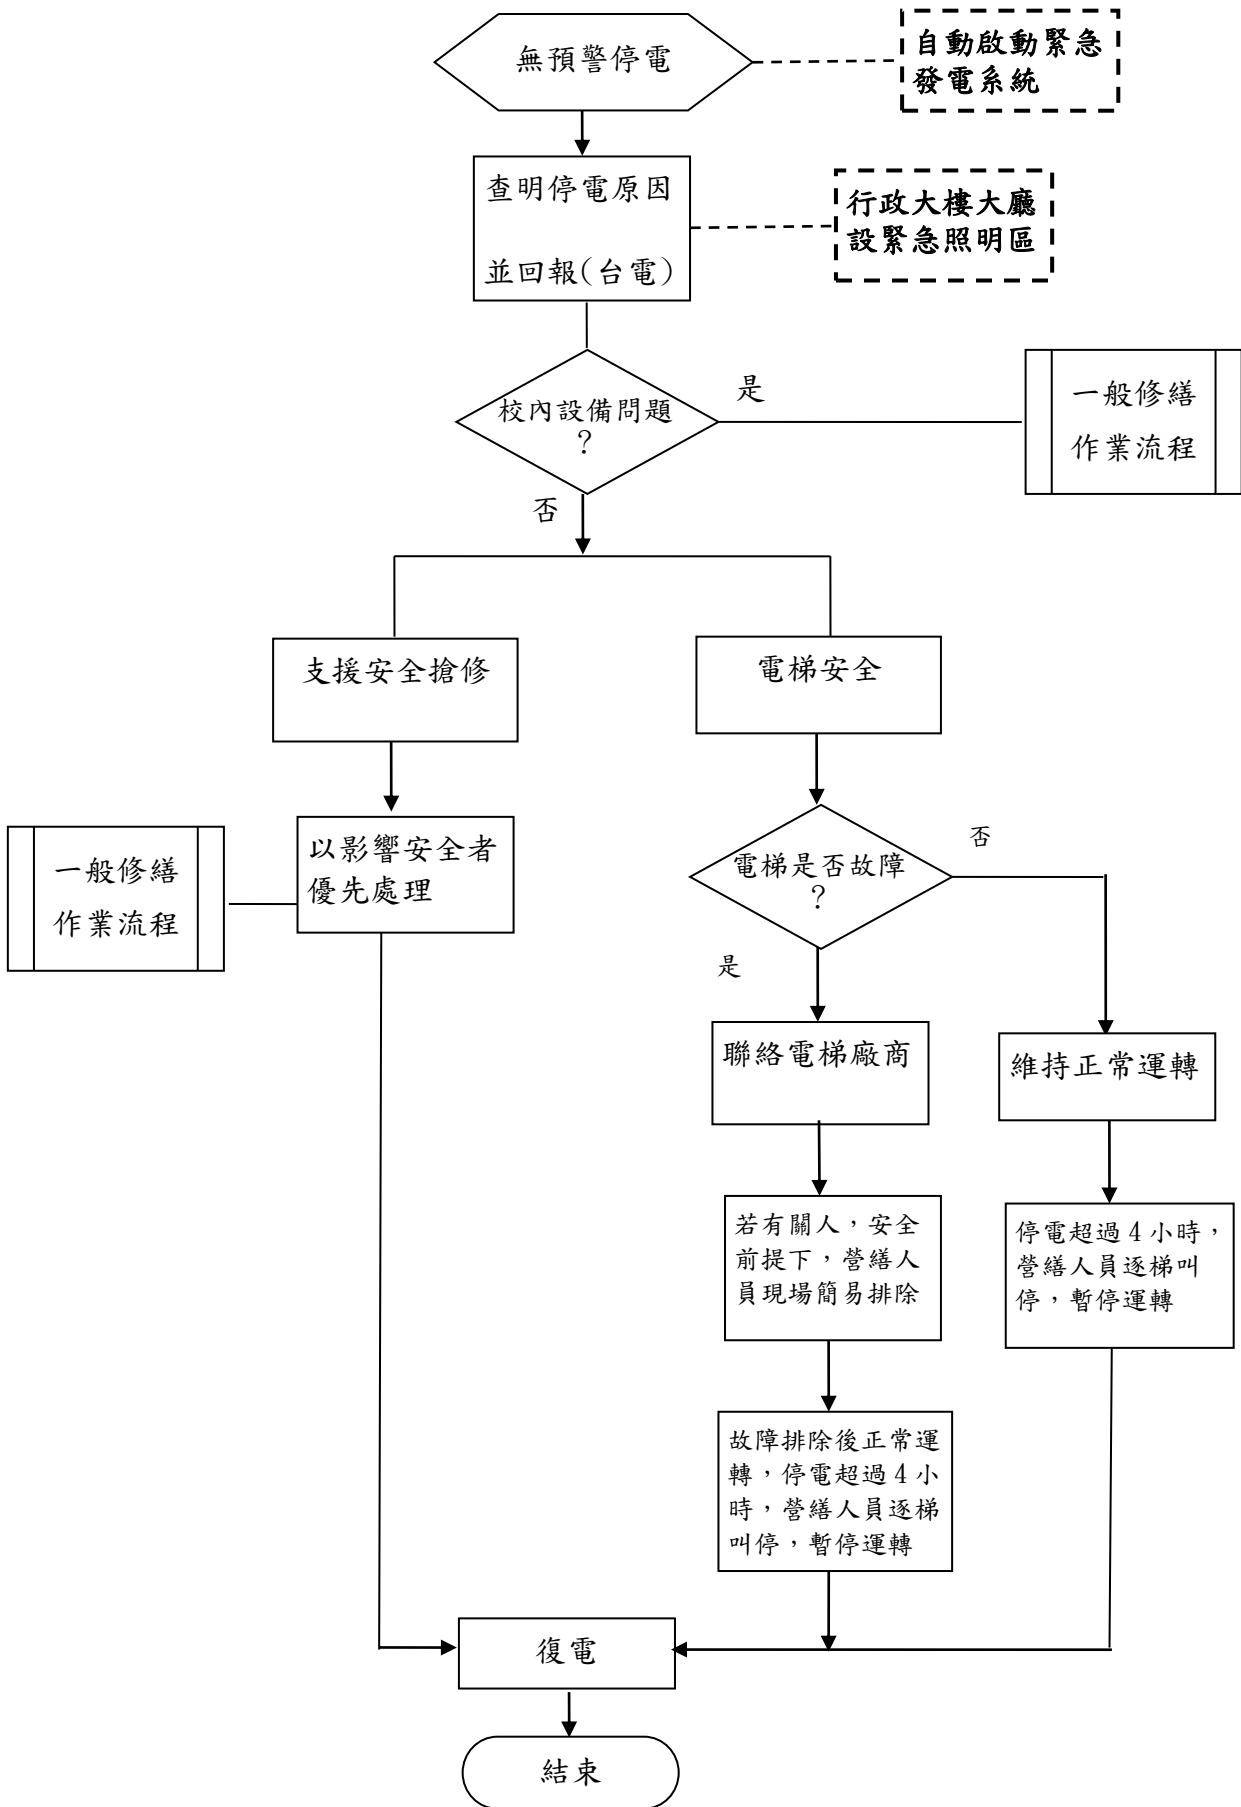 無預警停電
自動啟動緊急
發電系統
查明停電原因
並回報(台電)
行政大樓大廳
設緊急照明區
校內設備問題
?
是
一般修繕
作業流程
否
支援安全搶修
電梯安全
一般修繕
作業流程
以影響安全者
優先處理
電梯是否故障
?
否
是
聯絡電梯廠商
維持正常運轉
若有關人，安全
前提下，營繕人
員現場簡易排除
停電超過4小時，
營繕人員逐梯叫
停，暫停運轉
故障排除後正常運
轉，停電超過4小
時，營繕人員逐梯
叫停，暫停運轉
復電
結束